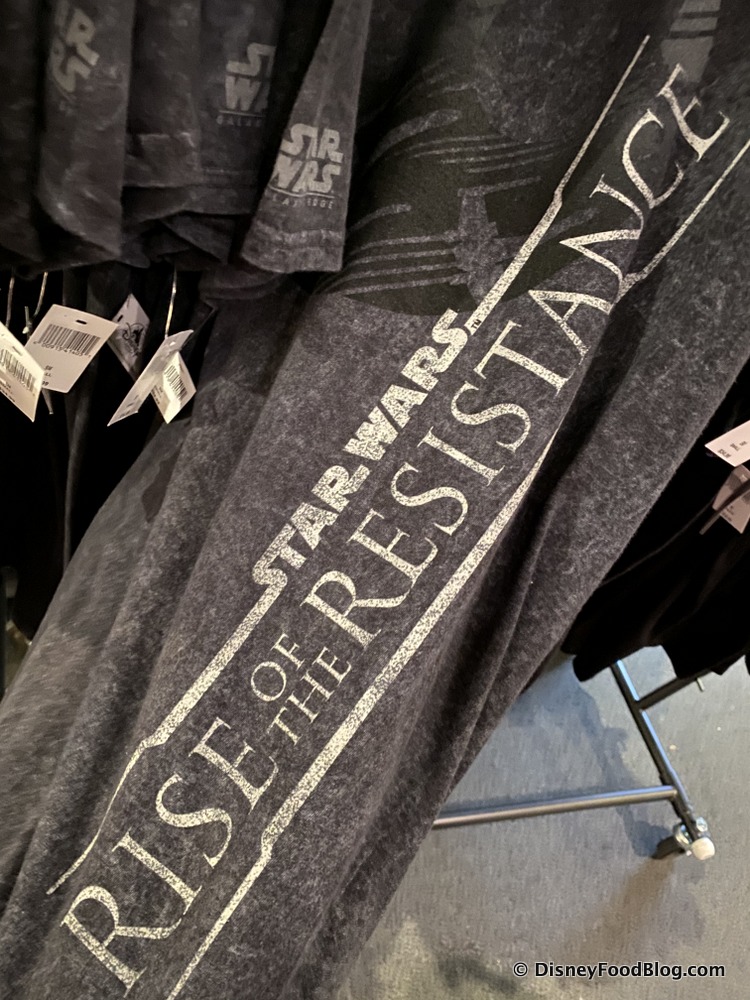 STAR
WARS
STAR
WARS
STAR WARS
RISE OF THE RESISTANCE
© DisneyFoodBlog.com